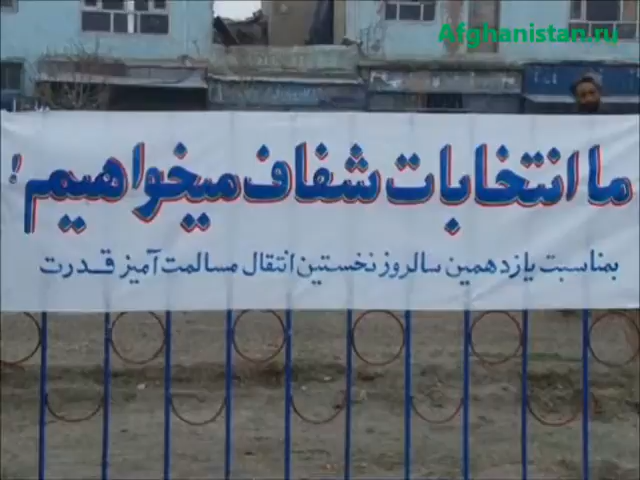 Afghanistan.ru
ما انتخابات شفاف میخواهیم!
بمناسبت یازدهمین سالروز نخستین انتقال مسالمت آمیز قدرت